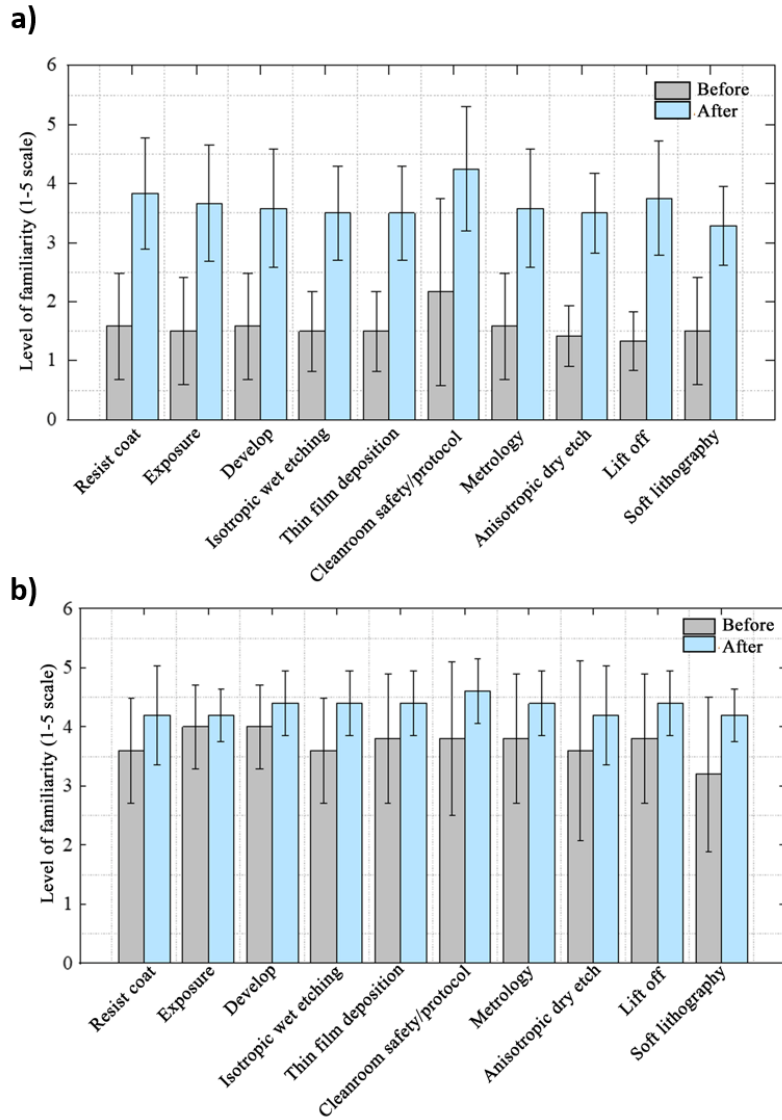 a)
6
5
4
3
2
1
0
Level of familiarity (1-5 scale)
Before
After
Resist coat
Exposure
Develop
Isotropic wet etching
Thin film deposition
Cleanroom safety/protocol
Metrology
Anisotropic dry etch
Lift off
Soft lithography
b)
6
5
4
3
2
1
0
Level of familiarity (1-5 scale)
Before
After
Resist coat
Exposure
Develop
Isotropic wet etching
Thin film deposition
Cleanroom safety/protocol
Metrology
Anisotropic dry etch
Lift off
Soft lithography